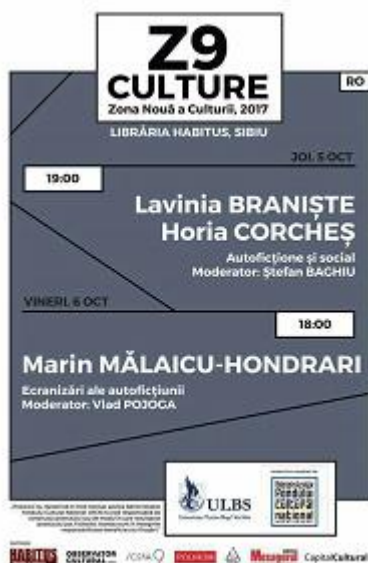 Z9
CULTURE
Zona Nouă a Culturii, 2017
LIBRĂRIA HABITUS, SIBIU
RO
JOI, 5 OCT
19:00
Lavinia BRANIȘTE
Horia CORCHEȘ
Autoficțiune și social
Moderator: Ștefan BAGHIU
VINERI, 6 OCT
18:00
Marin MĂLAICU-HONDRARI
Ecranizări ale autoficțiunii
Moderator: Vlad POJOGA
ULBS
HABITUS
OBSERVATOR
CULTURAL
Mesagerul
CapitalCultural